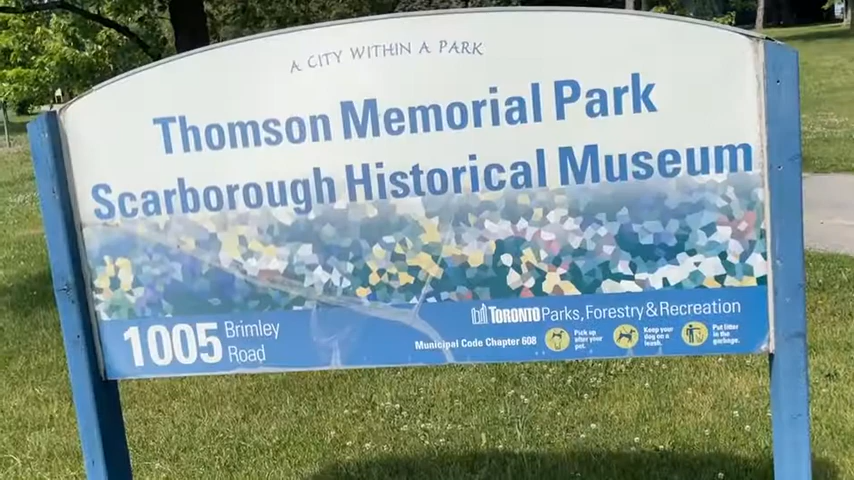 A CITY WITHIN A PARK
Thomson Memorial Park
Scarborough Historical Museum
1005 Brimley
Road
TORONTO Parks, Forestry & Recreation
Municipal Code Chapter 608
Pick up
after your
pet.
Keep your
dog on a
leash.
Put litter
in the
garbage.